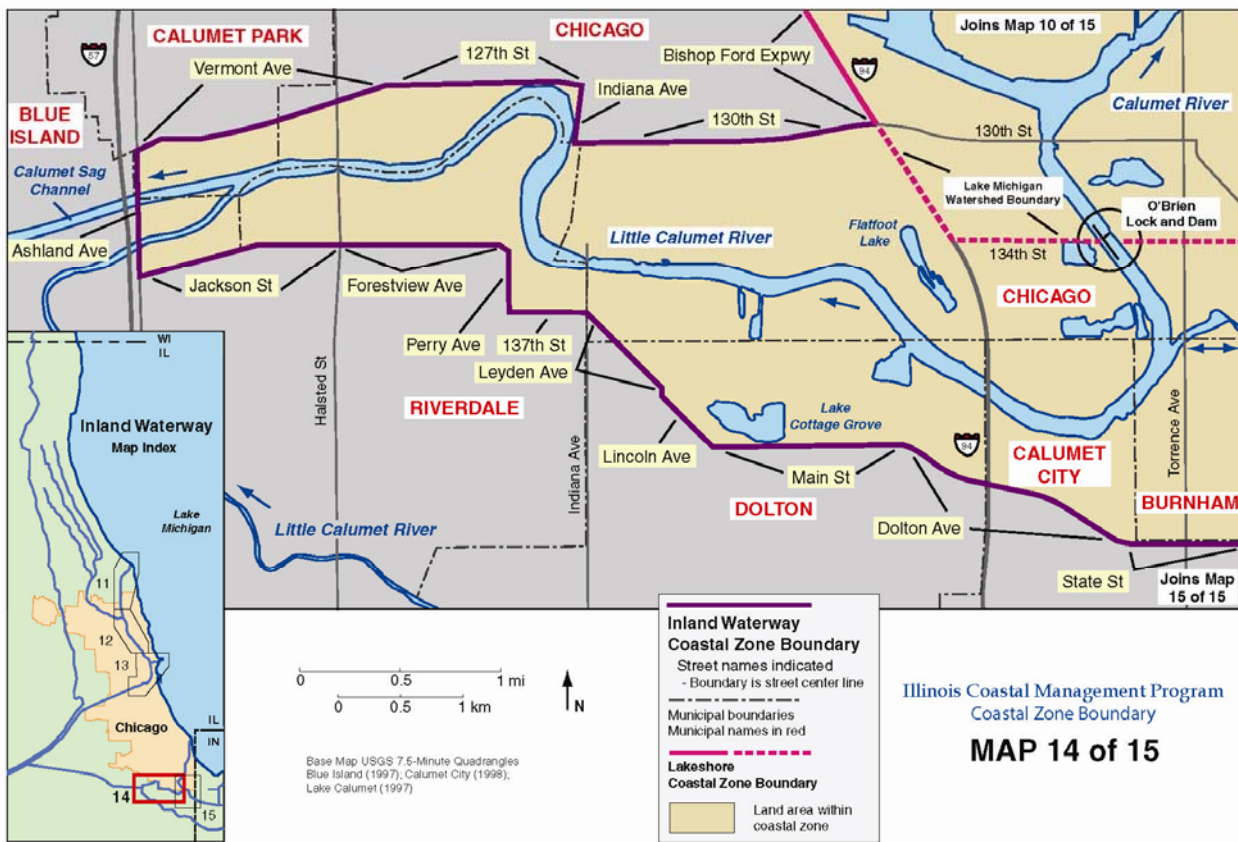 CALUMET PARK
CHICAGO
Joins Map 10 of 15
57
Vermont Ave
127th St
Bishop Ford Expwy
94
BLUE
ISLAND
Indiana Ave
Calumet River
130th St
130th St
Calumet Sag
Channel
Lake Michigan
Watershed Boundary
O'Brien
Lock and Dam
Ashland Ave
Little Calumet River
Flatfoot
Lake
134th St
Jackson St
Forestview Ave
CHICAGO
Perry Ave
137th St
Leyden Ave
Halsted St
RIVERDALE
Indiana Ave
Lake
Cottage Grove
Torrence Ave
Lincoln Ave
Main St
94
CALUMET
CITY
DOLTON
BURNHAM
Dolton Ave
Little Calumet River
State St
Joins Map
15 of 15
WI
IL
Inland Waterway
Map Index
Lake
Michigan
11
12
13
Chicago
IL
IN
14
15
0 0.5 1 mi
0 0.5 1 km
N
Base Map USGS 7.5-Minute Quadrangles
Blue Island (1997); Calumet City (1998);
Lake Calumet (1997)
Inland Waterway
Coastal Zone Boundary
Street names indicated
- Boundary is street center line
Municipal boundaries
Municipal names in red
Lakeshore
Coastal Zone Boundary
Land area within
coastal zone
Illinois Coastal Management Program
Coastal Zone Boundary
MAP 14 of 15